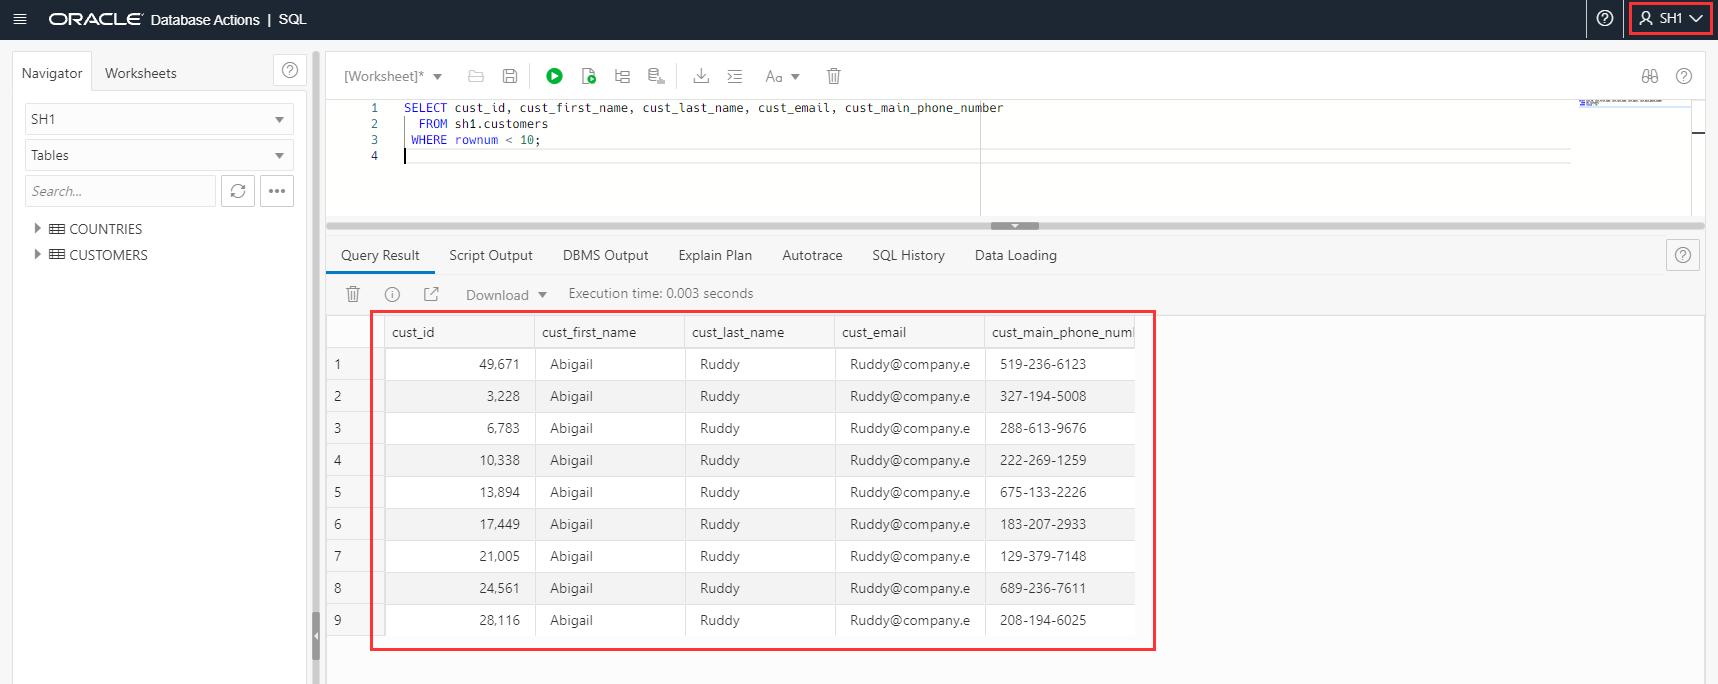 ORACLE Database Actions | SQL
SH1
Navigator
Worksheets
SH1
Tables
Search...
COUNTRIES
CUSTOMERS
[Worksheet]*
Aa
1 SELECT cust_id, cust_first_name, cust_last_name, cust_email, cust_main_phone_number
2 FROM sh1.customers
3 WHERE rownum < 10;
4
Query Result Script Output DBMS Output Explain Plan Autotrace SQL History Data Loading
Download Execution time: 0.003 seconds
cust_id cust_first_name cust_last_name cust_email cust_main_phone_num
1 49,671 Abigail Ruddy Ruddy@company.e 519-236-6123
2 3,228 Abigail Ruddy Ruddy@company.e 327-194-5008
3 6,783 Abigail Ruddy Ruddy@company.e 288-613-9676
4 10,338 Abigail Ruddy Ruddy@company.e 222-269-1259
5 13,894 Abigail Ruddy Ruddy@company.e 675-133-2226
6 17,449 Abigail Ruddy Ruddy@company.e 183-207-2933
7 21,005 Abigail Ruddy Ruddy@company.e 129-379-7148
8 24,561 Abigail Ruddy Ruddy@company.e 689-236-7611
9 28,116 Abigail Ruddy Ruddy@company.e 208-194-6025